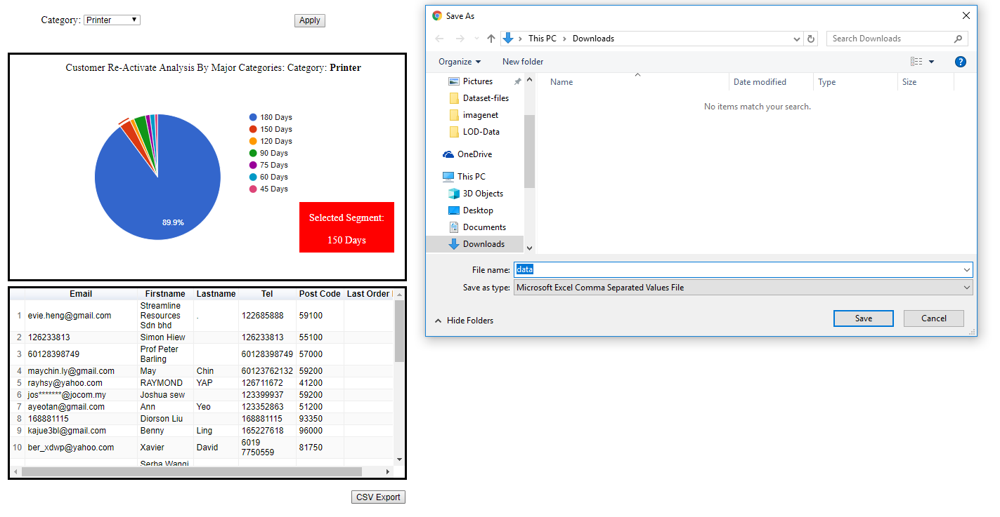 Category: Printer
Apply
Customer Re-Activate Analysis By Major Categories: Category: Printer
180 Days
150 Days
120 Days
90 Days
75 Days
60 Days
45 Days
89.9%
Selected Segment:
150 Days
Email Firstname Lastname Tel Post Code Last Order
1 evie.heng@gmail.com Streamline Resources Sdn bhd . 122685888 59100
2 126233813 Simon Hiew 126233813 55100
3 60128398749 Prof Peter Barling 60128398749 57000
4 maychin.ly@gmail.com May Chin 60123762132 59200
5 rayhsy@yahoo.com RAYMOND YAP 126711672 41200
6 jos*******@jocom.my Joshua sew 123399937 59200
7 ayeotan@gmail.com Ann Yeo 123352863 51200
8 168881115 Diorson Liu 168881115 93350
9 kajue3bl@gmail.com Benny Ling 165227618 96000
10 ber_xdwp@yahoo.com Xavier David 6019 7750559 81750
Serba Wangi
CSV Export
Save As
This PC > Downloads
Search Downloads
Organize
New folder
Name Date modified Type Size
No items match your search.
Pictures
Dataset-files
imagenet
LOD-Data
OneDrive
This PC
3D Objects
Desktop
Documents
Downloads
File name: data
Save as type: Microsoft Excel Comma Separated Values File
Hide Folders
Save
Cancel